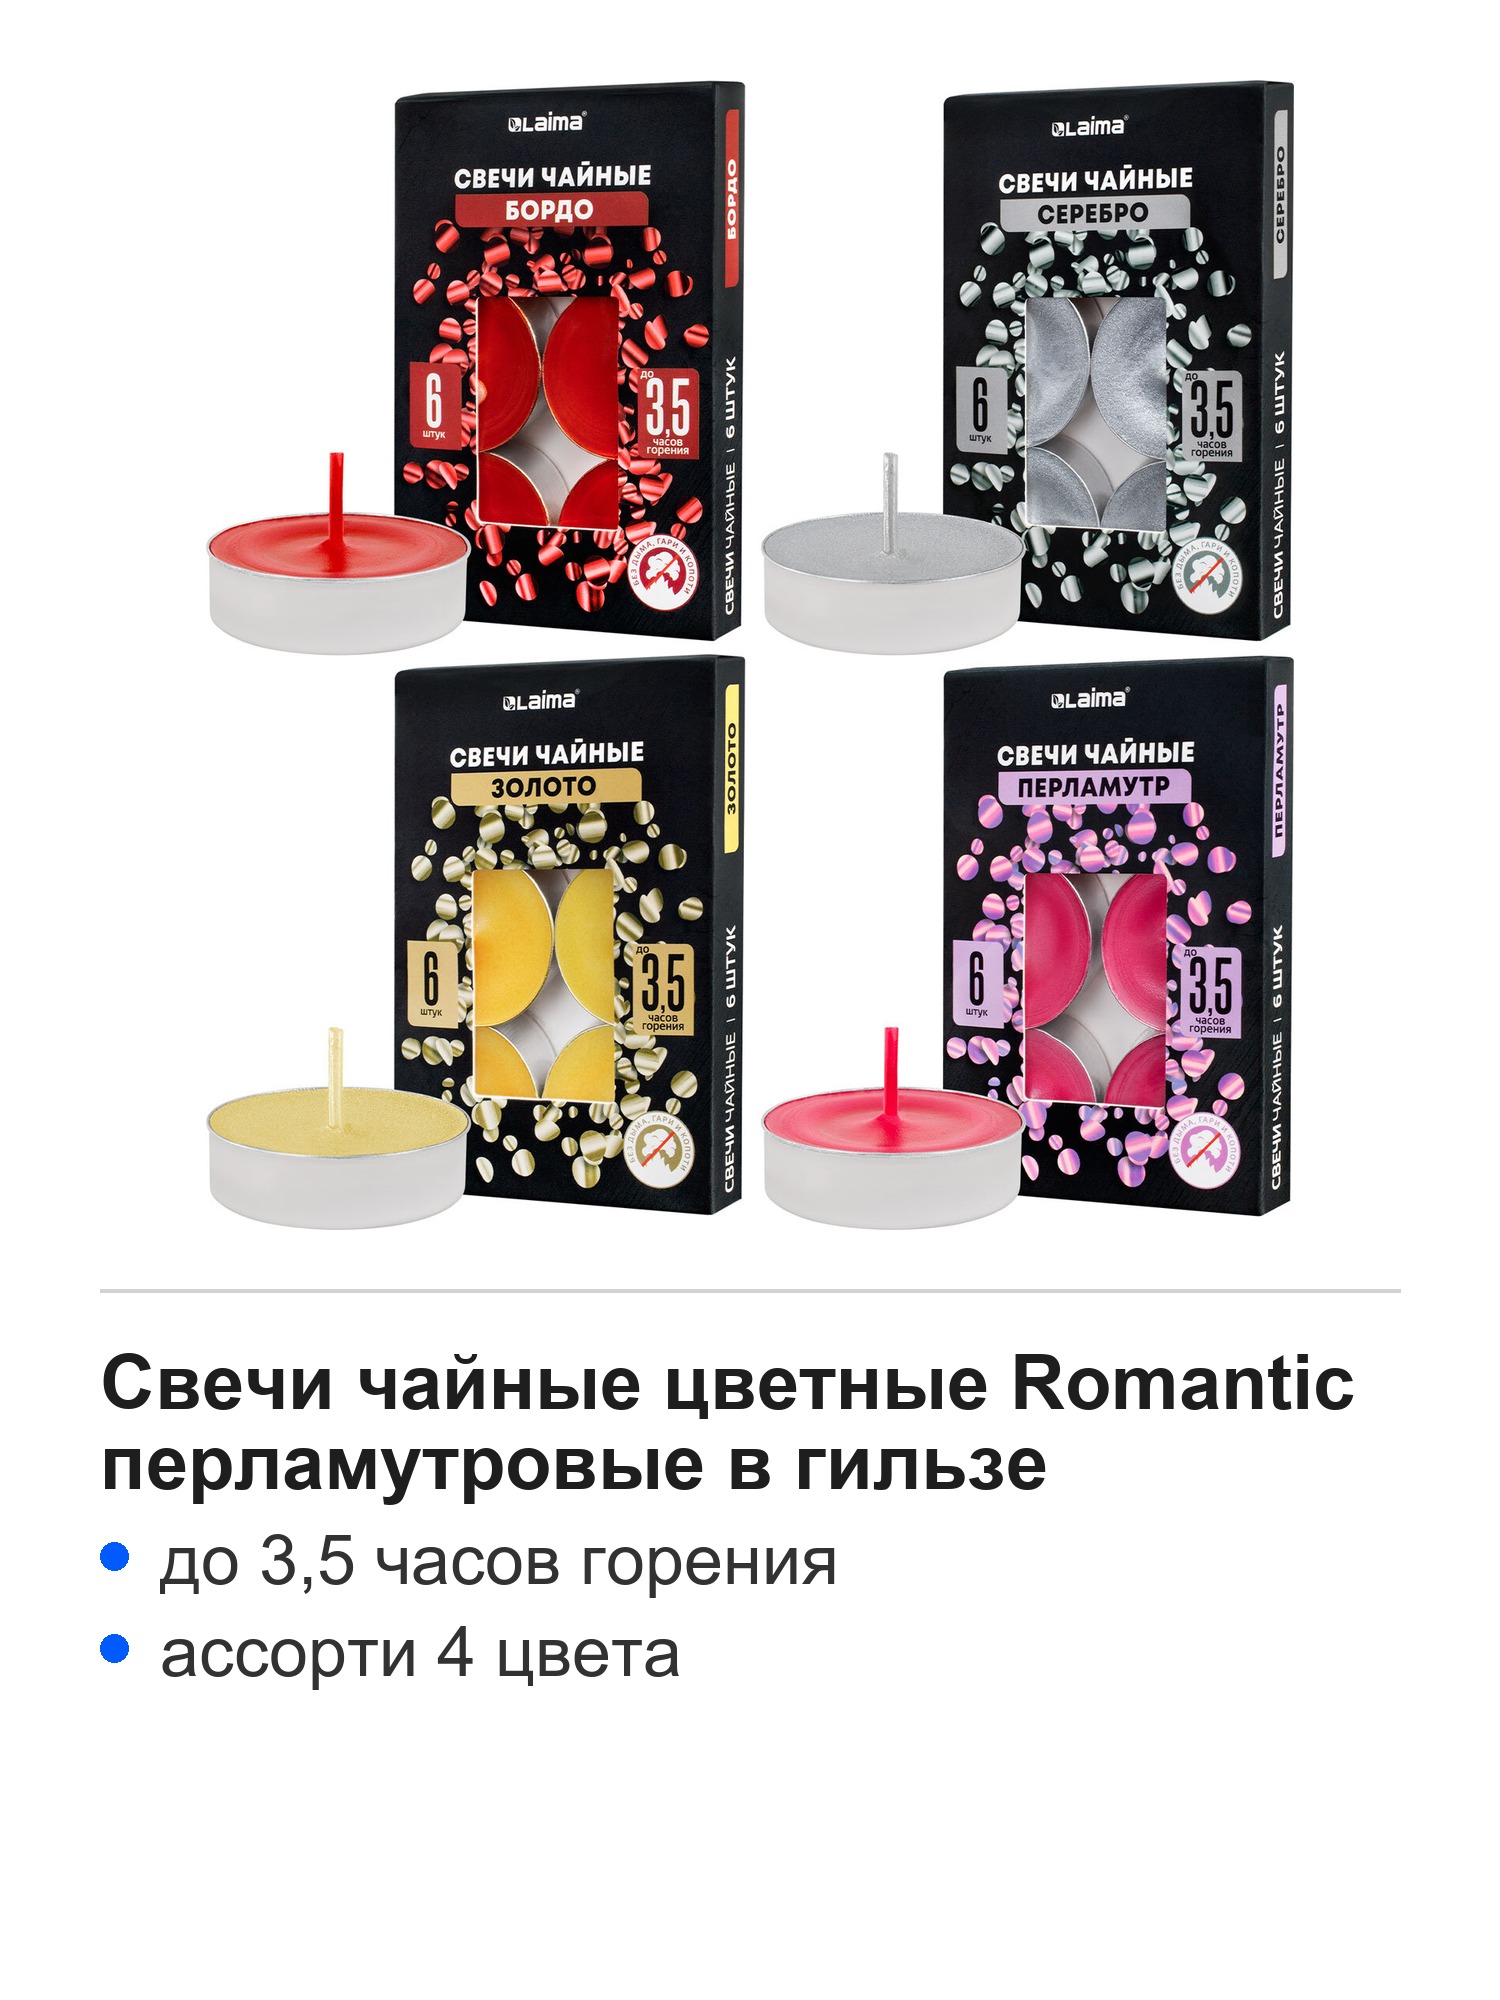 Laima®
СВЕЧИ ЧАЙНЫЕ
БОРДО
6
штук
до
3,5
часов
горения
БЕЗ ДЫМА, ГАРИ И КОПОТИ
БОРДО
СВЕЧИ ЧАЙНЫЕ | 6 ШТУК
Laima®
СВЕЧИ ЧАЙНЫЕ
СЕРЕБРО
6
штук
до
3,5
часов
горения
БЕЗ ДЫМА, ГАРИ И КОПОТИ
СЕРЕБРО
СВЕЧИ ЧАЙНЫЕ | 6 ШТУК
Laima®
СВЕЧИ ЧАЙНЫЕ
ЗОЛОТО
6
штук
до
3,5
часов
горения
БЕЗ ДЫМА, ГАРИ И КОПОТИ
ЗОЛОТО
СВЕЧИ ЧАЙНЫЕ | 6 ШТУК
Laima®
СВЕЧИ ЧАЙНЫЕ
ПЕРЛАМУТР
6
штук
до
3,5
часов
горения
БЕЗ ДЫМА, ГАРИ И КОПОТИ
ПЕРЛАМУТР
СВЕЧИ ЧАЙНЫЕ | 6 ШТУК
Свечи чайные цветные Romantic
перламутровые в гильзе
до 3,5 часов горения
ассорти 4 цвета